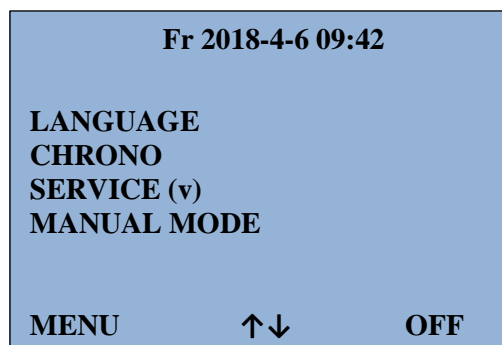 Fr 2018-4-6 09:42
LANGUAGE
CHRONO
SERVICE (v)
MANUAL MODE
MENU ↑↓ OFF